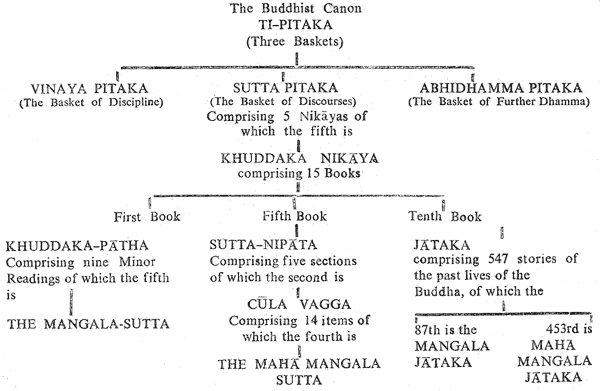 The Buddhist Canon
TI-PITAKA
(Three Baskets)
VINAYA PITAKA
(The Basket of Discipline)
SUTTA PITAKA
(The Basket of Discourses)
Comprising 5 Nikāyas of
which the fifth is
ABHIDHAMMA PITAKA
(The Basket of Further Dhamma)
KHUDDAKA NIKĀYA
comprising 15 Books
First Book
KHUDDAKA-PĀTHA
Comprising nine Minor
Readings of which the fifth
is
THE MANGALA-SUTTA
Fifth Book
SUTTA-NIPĀTA
Comprising five sections
of which the second is
CŪLA VAGGA
Comprising 14 items of
which the fourth is
THE MAHĀ MANGALA
SUTTA
Tenth Book
JĀTAKA
comprising 547 stories of
the past lives of the
Buddha, of which the
87th is the
MANGALA
JĀTAKA
453rd is
MAHĀ
MANGALA
JĀTAKA